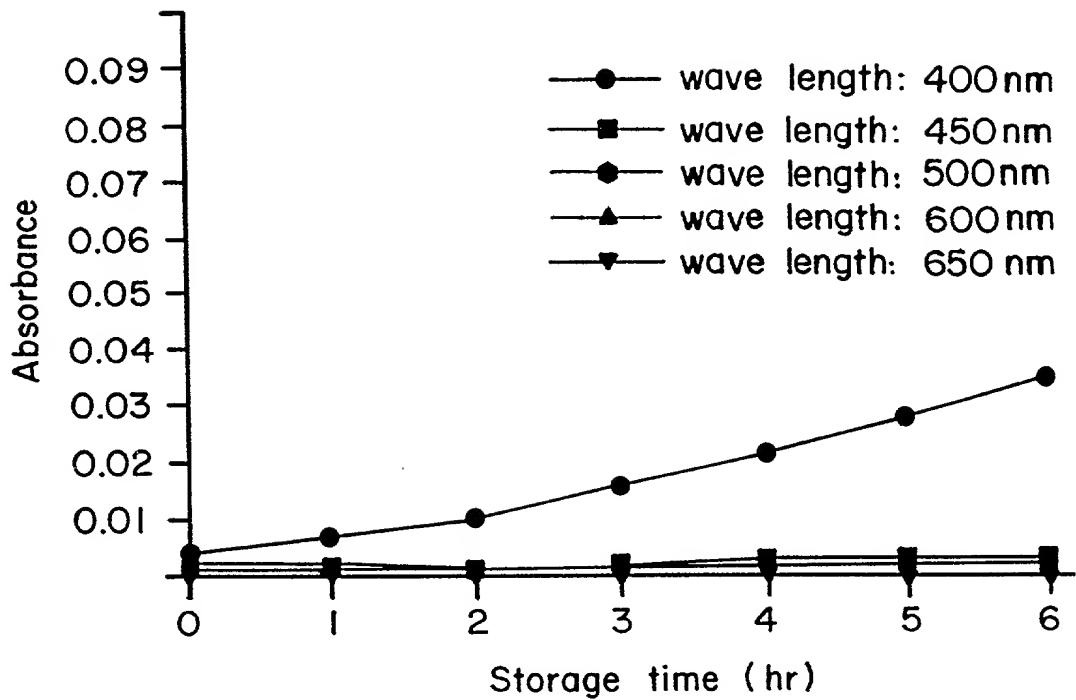 0.09
0.08
0.07
0.06
0.05
0.04
0.03
0.02
0.01
Absorbance
wave length: 400nm
wave length: 450nm
wave length: 500nm
wave length: 600nm
wave length: 650 nm
0 1 2 3 4 5 6
Storage time (hr)